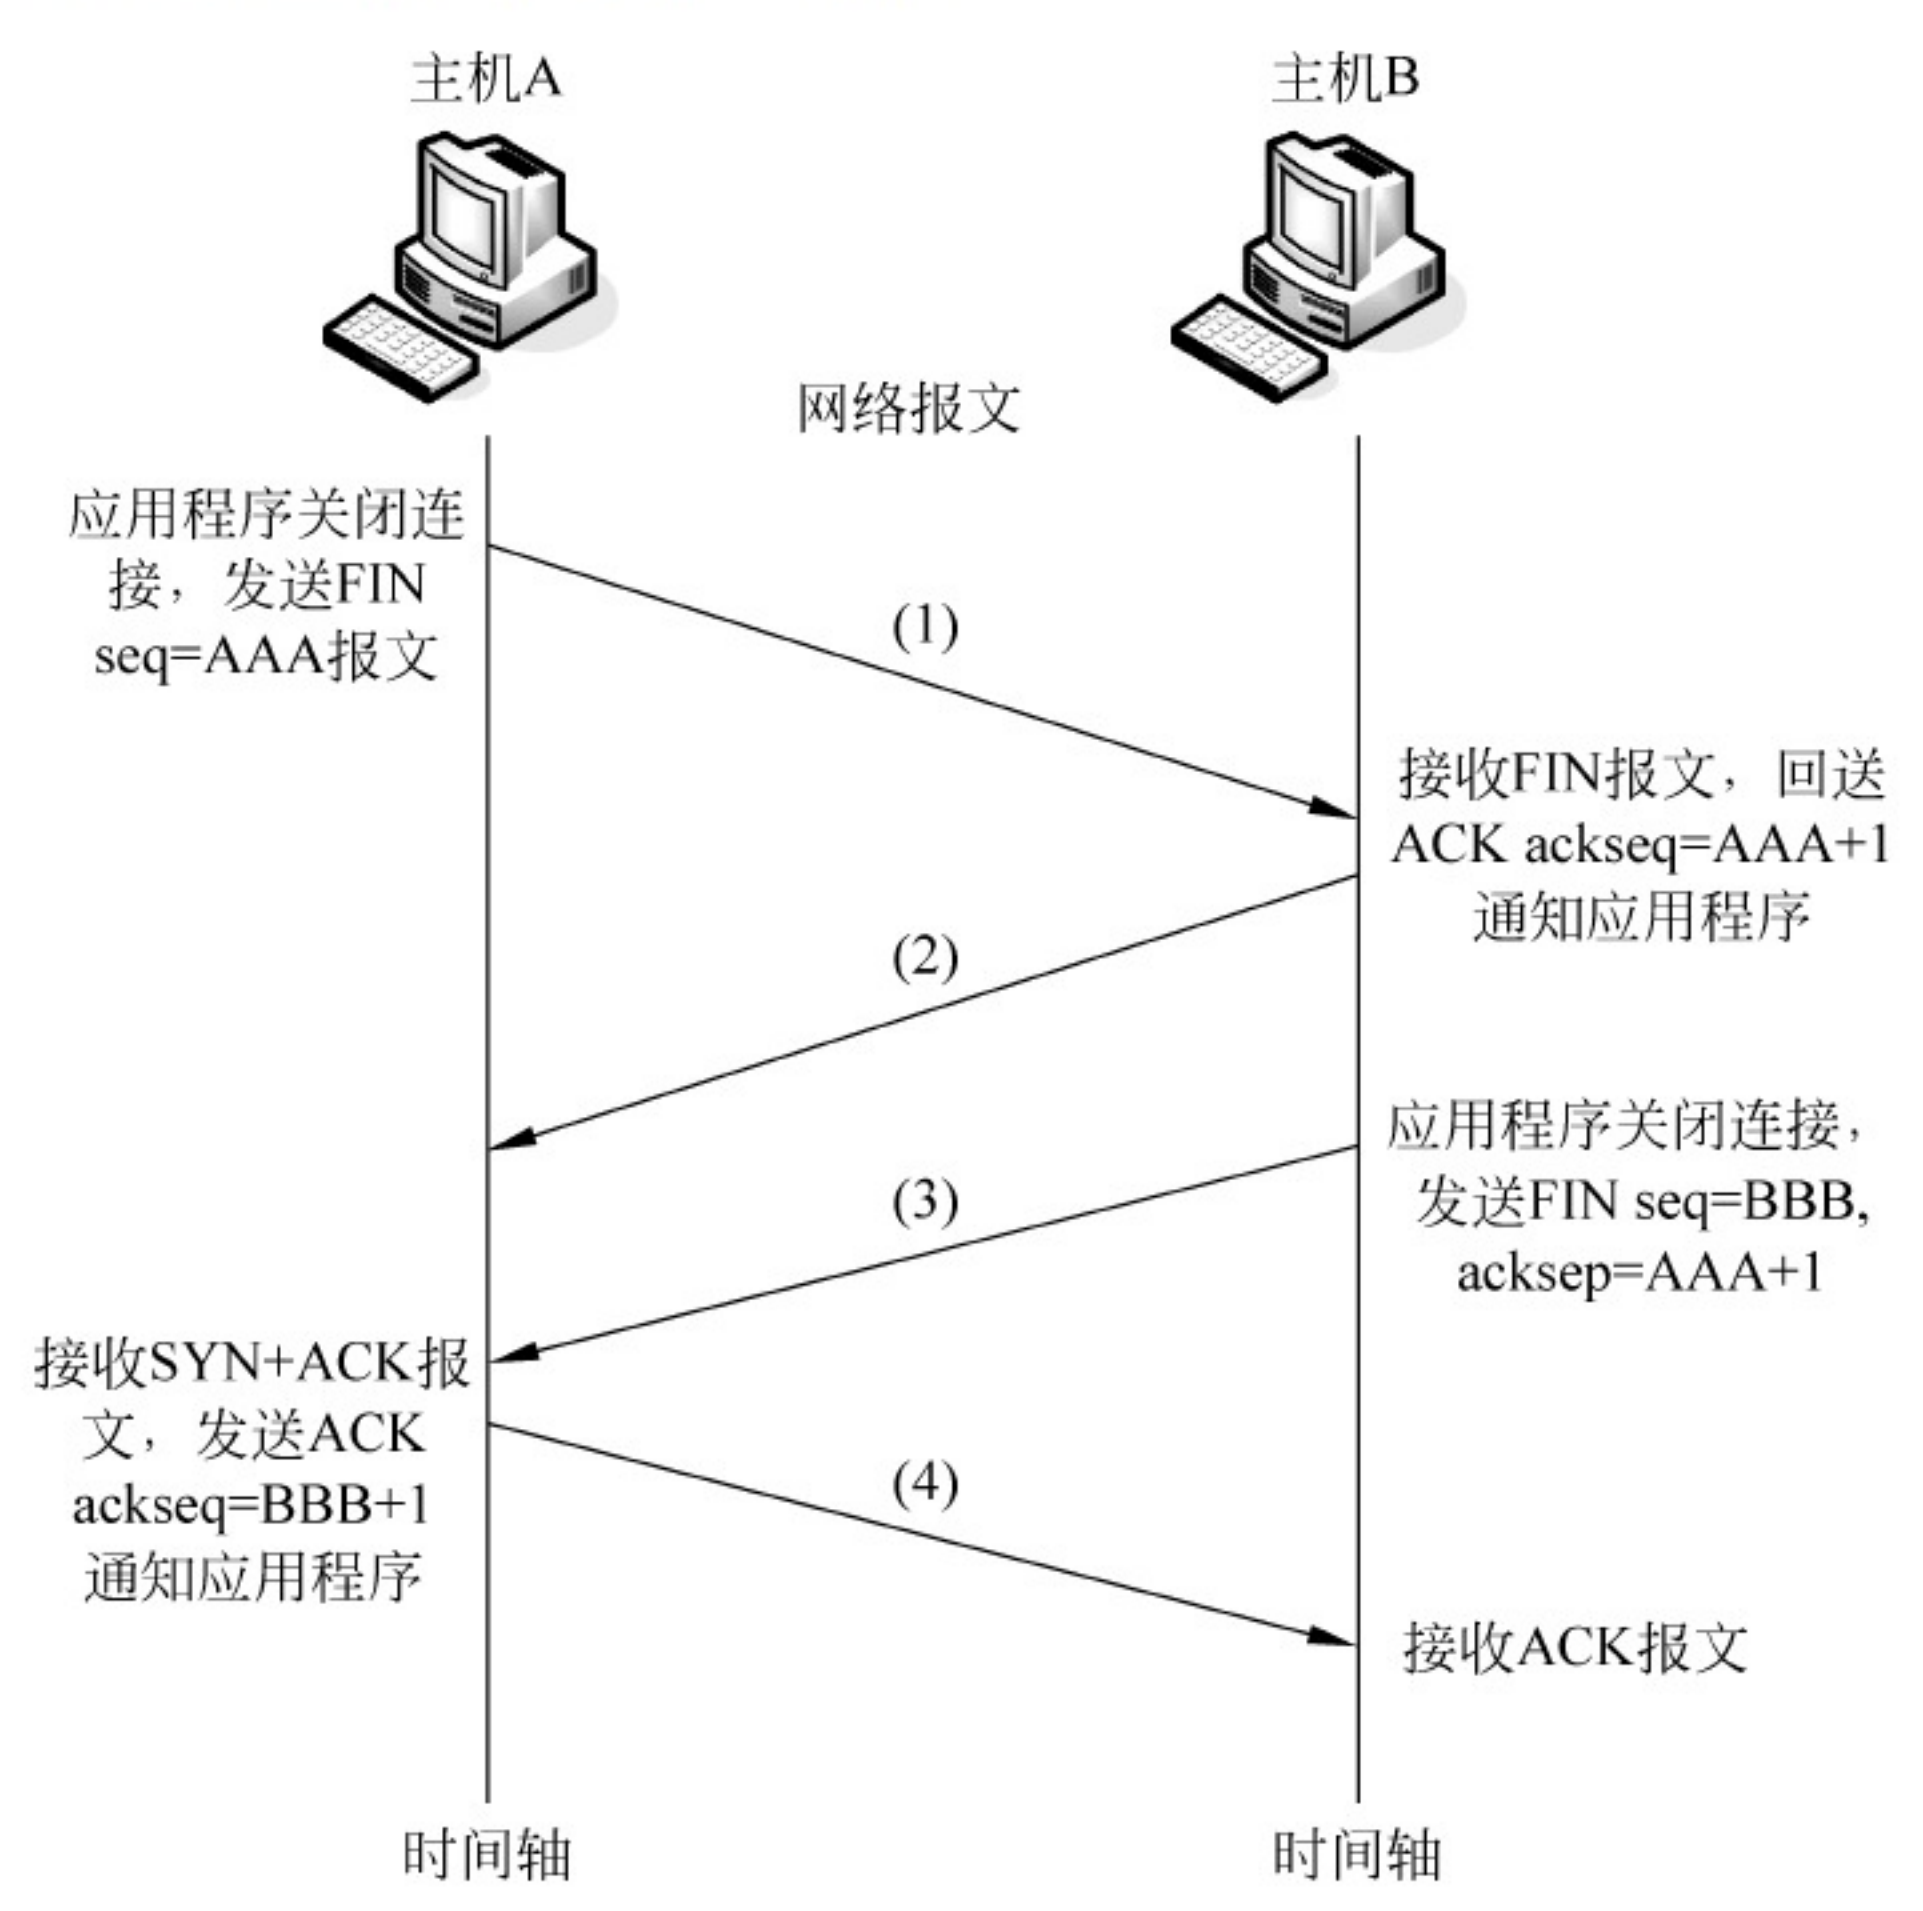 主机A
主机B
网络报文
应用程序关闭连
接，发送FIN
seq=AAA报文
(1)
接收FIN报文，回送
ACK ackseq=AAA+1
通知应用程序
(2)
应用程序关闭连接，
发送FIN seq=BBB,
acksep=AAA+1
(3)
接收SYN+ACK报
文，发送ACK
ackseq=BBB+1
通知应用程序
(4)
接收ACK报文
时间轴
时间轴